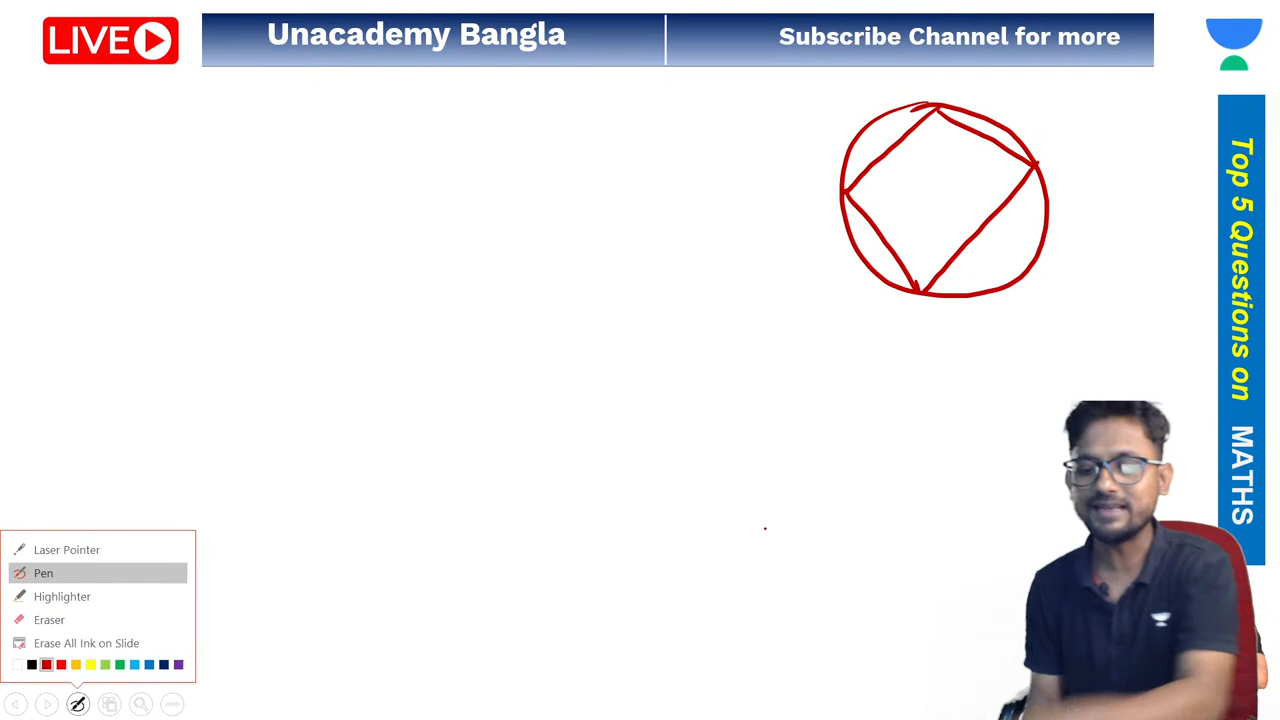 LIVE
Unacademy Bangla
Subscribe Channel for more
Top 5 Questions on MATHS
Laser Pointer
Pen
Highlighter
Eraser
Erase All Ink on Slide